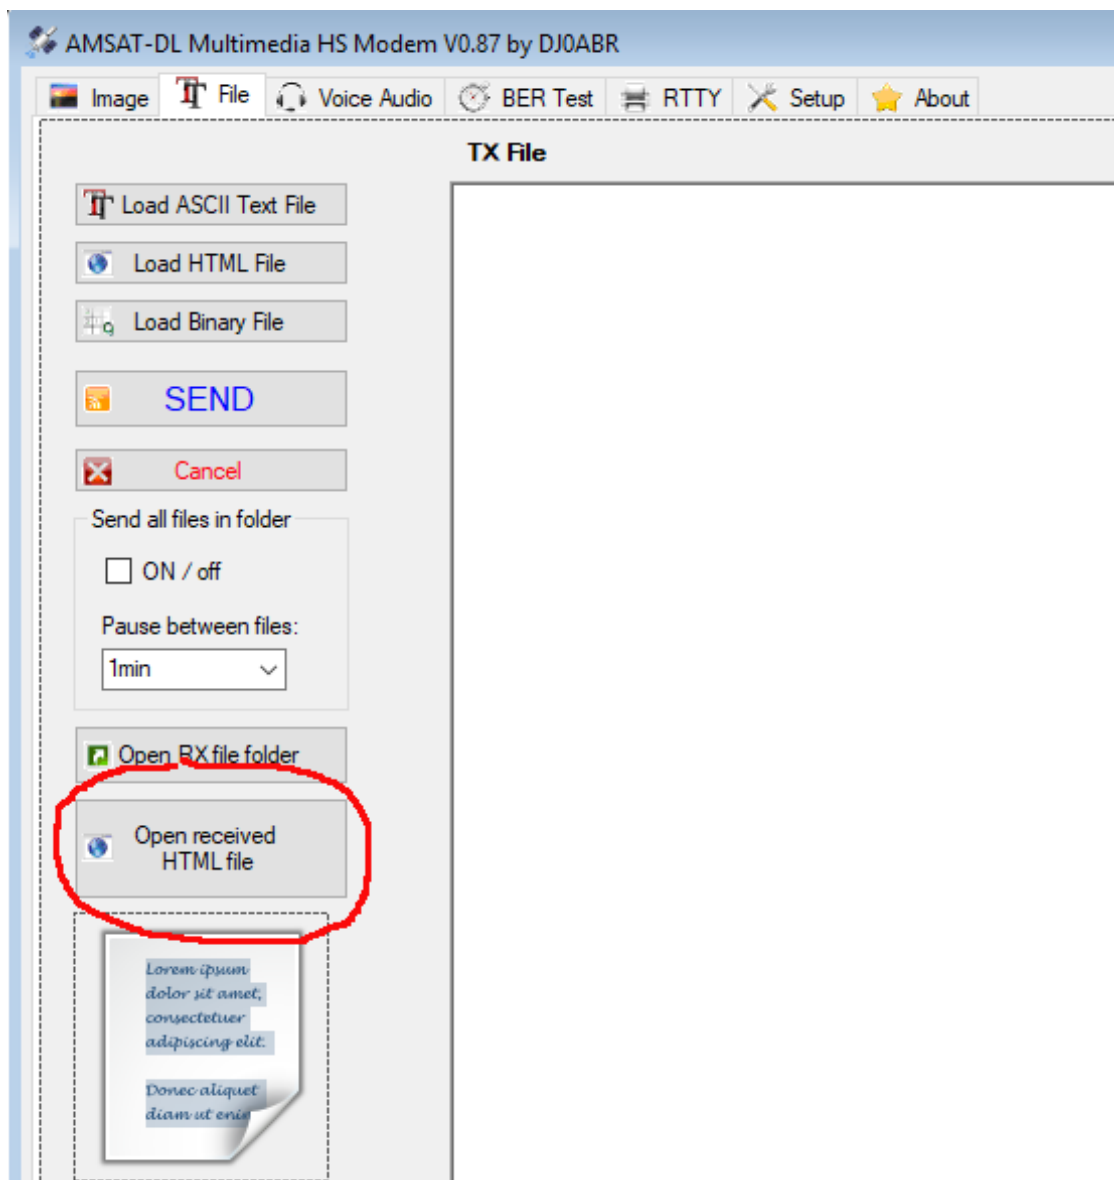 AMSAT-DL Multimedia HS Modem V0.87 by DJ0ABR
Image File Voice Audio BER Test RTTY Setup About
TX File
Load ASCII Text File
Load HTML File
Load Binary File
SEND
Cancel
Send all files in folder
ON / off
Pause between files:
1min
Open RX file folder
Open received
HTML file
Lorem ipsum
dolor sit amet,
consectetuer
adipiscing elit.
Donec aliquet
diam ut enim